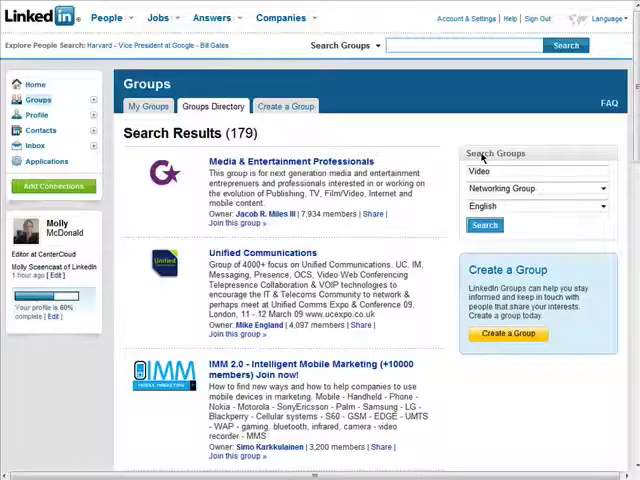 Linked in
People Jobs Answers Companies
Account & Settings | Help | Sign Out Language
Explore People Search: Harvard - Vice President at Google - Bill Gates
Search Groups Search
Home
Groups
Profile
Contacts
Inbox
Applications
Add Connections
Molly
McDonald
Editor at CenterCloud
Molly Sceencast of LinkedIn
1 hour ago [ Edit ]
Your profile is 60%
complete [ Edit ]
Groups
My Groups Groups Directory Create a Group FAQ
Search Results (179)
Media & Entertainment Professionals
This group is for next generation media and entertainment
entreprenuers and professionals interested in or working on
the evolution of Publishing, TV, Film/Video, Internet and
mobile content.
Owner: Jacob R. Miles III | 7,934 members | Share |
Join this group »
Unified
Unified Communications
Group of 4000+ focus on Unified Communications. UC, IM,
Messaging, Presence, OCS, Video Web Conferencing
Telepresence Collaboration & VOIP technologies to
encourage the IT & Telecoms Community to network &
perhaps meet at Unified Comms Expo & Conference 09.
London, 11 - 12 March 09 www.ucexpo.co.uk
Owner: Mike England | 4,097 members | Share |
Join this group »
IMM
MOBILE MARKETING
IMM 2.0 - Intelligent Mobile Marketing (+10000
members) Join now!
How to find new ways and how to help companies to use
mobile devices in marketing. Mobile - Handheld - Phone -
Nokia - Motorola - SonyEricsson - Palm - Samsung - LG -
Blackperry - Cellular systems - S60 - GSM - EDGE - UMTS
- WAP - gaming, bluetooth, infrared, camera - video
recorder - MMS
Owner: Simo Karkkulainen | 3,200 members | Share |
Join this group »
Search Groups
Video
Networking Group
English
Search
Create a Group
LinkedIn Groups can help you stay
informed and keep in touch with
people that share your interests.
Create a group today.
Create a Group